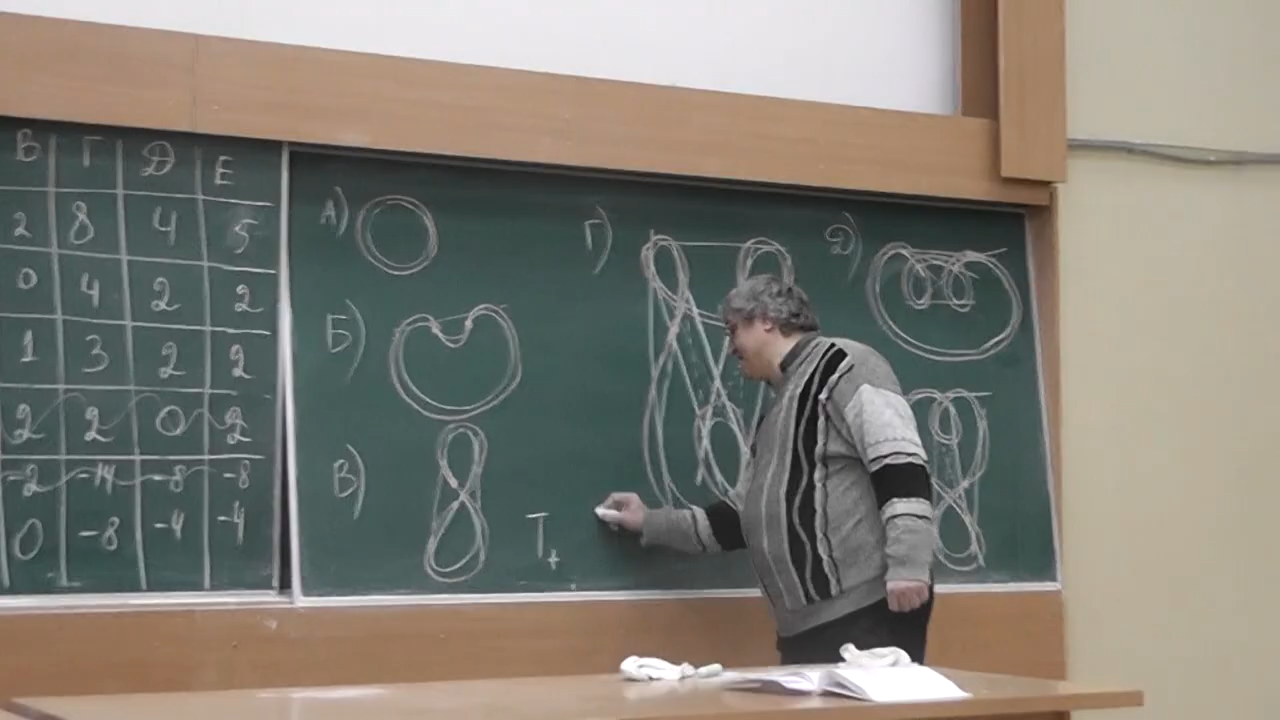 В Г Д Е
2 8 4 5
0 4 2 2
1 3 2 2
2 2 0 2
-2 -14 -8 -8
0 -8 -4 -4
А)
Б)
В)
T+
Г)
Д)